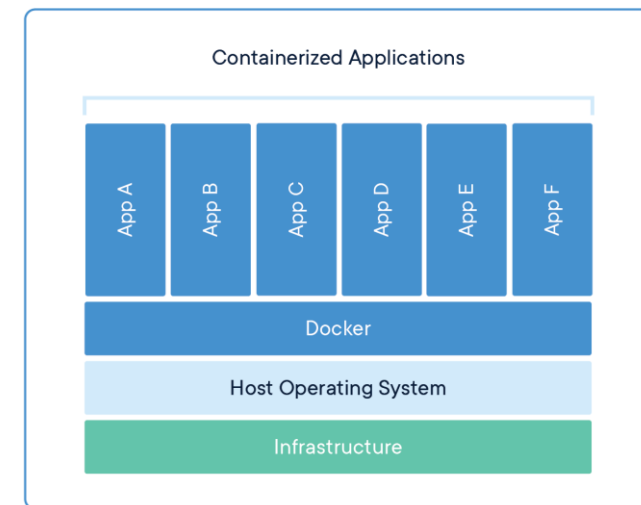 Containerized Applications
App A
App B
App C
App D
App E
App F
Docker
Host Operating System
Infrastructure